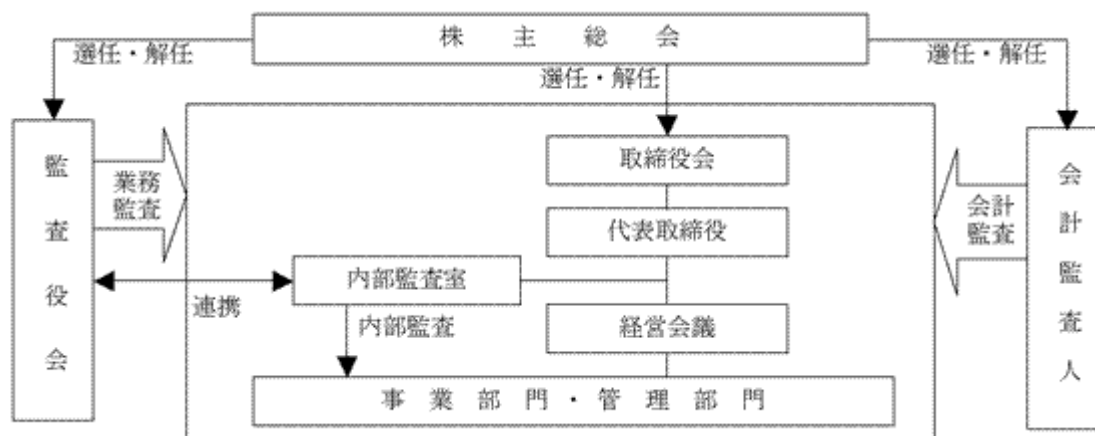 株主総会
選任・解任
選任・解任
選任・解任
監査役会
業務
監査
取締役会
代表取締役
会計
監査
会計監査人
内部監査室
連携
内部監査
経営会議
事業部門・管理部門